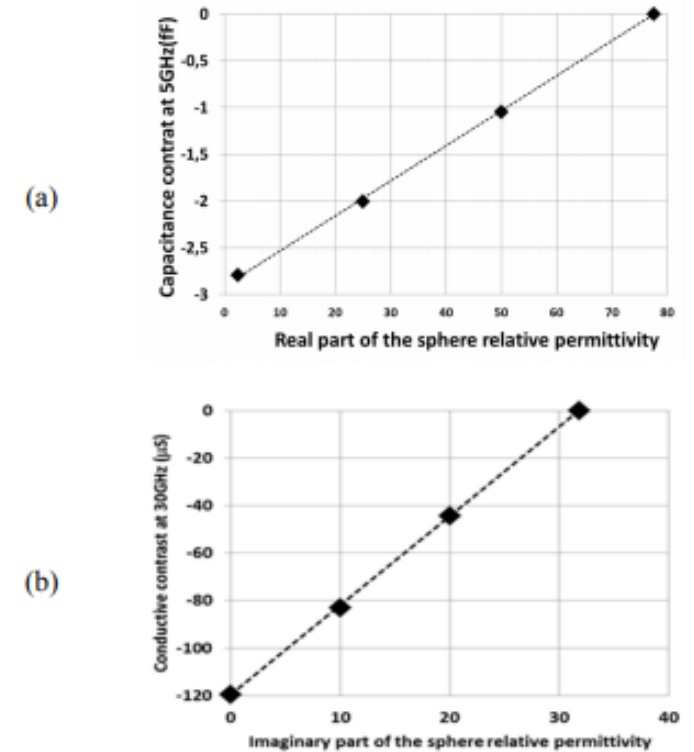 (a)
Capacitance contrat at 5GHz(fF)
0
-0,5
-1
-1,5
-2
-2,5
-3
0 10 20 30 40 50 60 70 80
Real part of the sphere relative permittivity
(b)
Conductive contrast at 30GHz (µS)
0
-20
-40
-60
-80
-100
-120
0 10 20 30 40
Imaginary part of the sphere relative permittivity